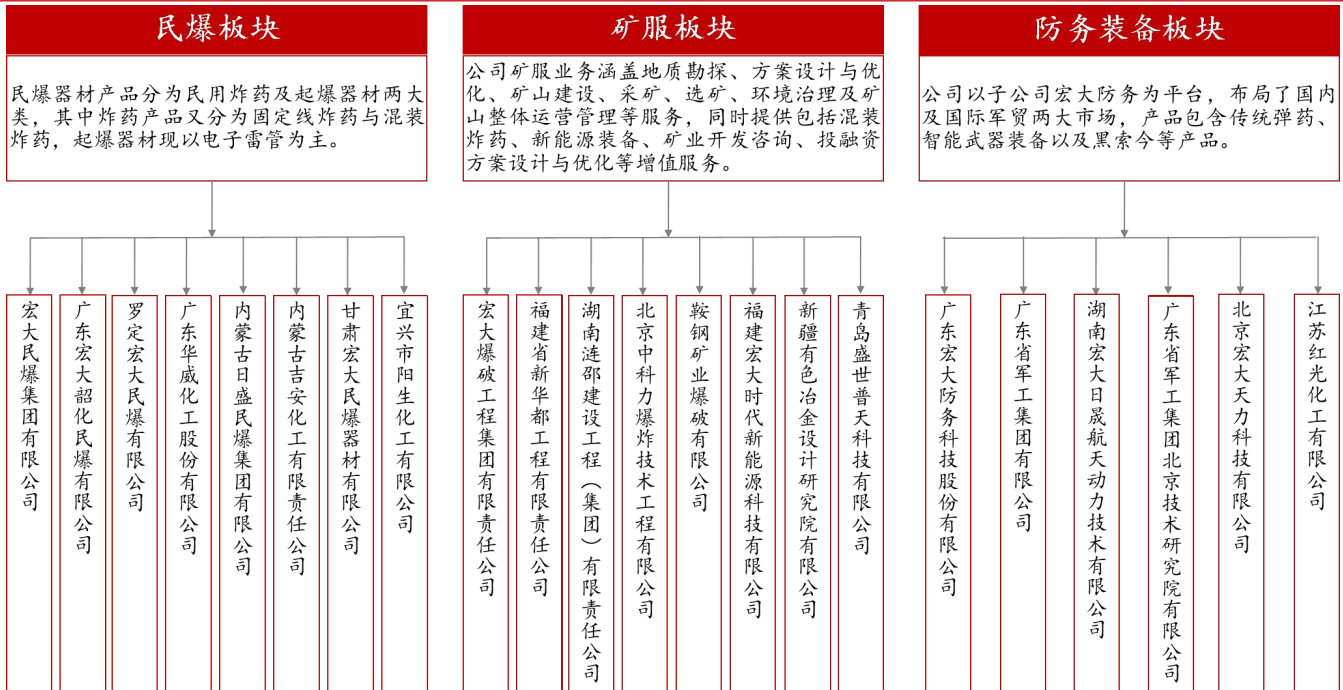 民爆板块
民爆器材产品分为民用炸药及起爆器材两大
类，其中炸药产品又分为固定线炸药与混装
炸药，起爆器材现以电子雷管为主。
宏大民爆集团有限公司
广东宏大韶化民爆有限公司
罗定宏大民爆有限公司
广东华威化工股份有限公司
内蒙古日盛民爆集团有限公司
内蒙古吉安化工有限责任公司
甘肃宏大民爆器材有限公司
宜兴市阳生化工有限公司
矿服板块
公司矿服业务涵盖地质勘探、方案设计与优
化、矿山建设、采矿、选矿、环境治理及矿
山整体运营管理等服务，同时提供包括混装
炸药、新能源装备、矿业开发咨询、投融资
方案设计与优化等增值服务。
宏大爆破工程集团有限责任公司
福建省新华都工程有限责任公司
湖南涟邵建设工程（集团）有限责任公司
北京中科力爆炸技术工程有限公司
鞍钢矿业爆破有限公司
福建宏大时代新能源科技有限公司
新疆有色冶金设计研究院有限公司
青岛盛世普天科技有限公司
防务装备板块
公司以子公司宏大防务为平台，布局了国内
及国际军贸两大市场，产品包含传统弹药、
智能武器装备以及黑索今等产品。
广东宏大防务科技股份有限公司
广东省军工集团有限公司
湖南宏大日晟航天动力技术有限公司
广东省军工集团北京技术研究院有限公司
北京宏大天力科技有限公司
江苏红光化工有限公司